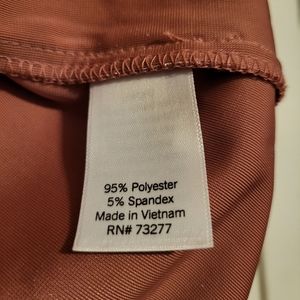 95% Polyester
5% Spandex
Made in Vietnam
RN# 73277